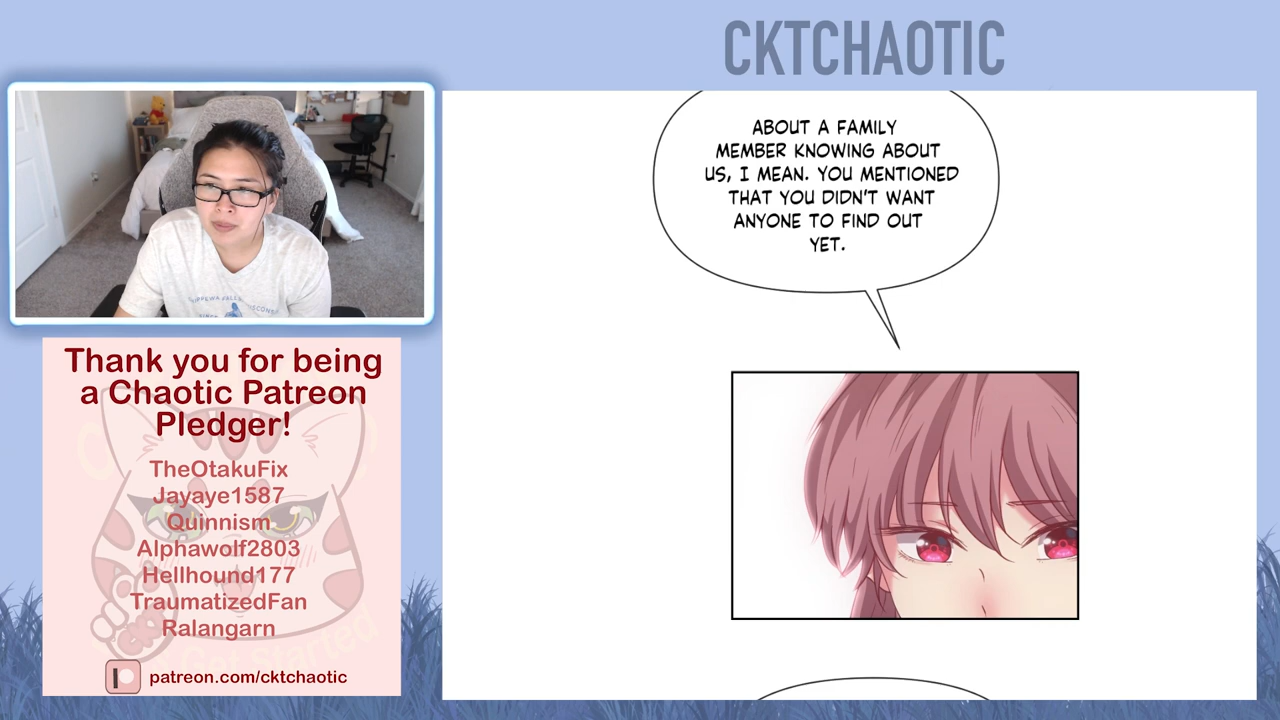 CKTCHAOTIC
ABOUT A FAMILY
MEMBER KNOWING ABOUT
US, I MEAN. YOU MENTIONED
THAT YOU DIDN'T WANT
ANYONE TO FIND OUT
YET.
Thank you for being
a Chaotic Patreon
Pledger!
TheOtakuFix
Jayaye1587
Quinnism
Alphawolf2803
Hellhound177
TraumatizedFan
Ralangarn
patreon.com/cktchaotic